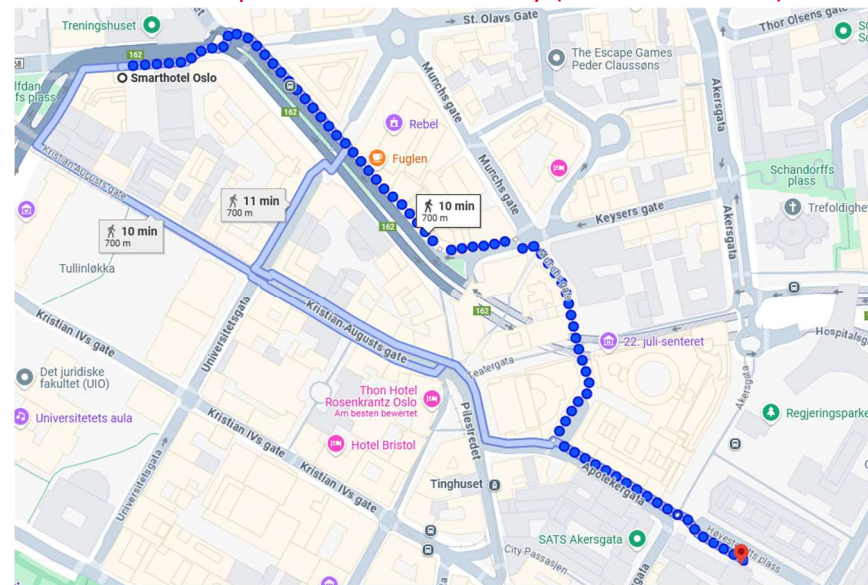 Treningshuset
St. Olavs Gate
Thor Olsens gate
162
Smarthotel Oslo
The Escape Games
Peder Claussøns
Munchs gate
Akersgata
162
Rebel
Fuglen
Munchs gate
Schandorffs
plass
Kristian Augusts gate
11 min
700 m
10 min
700 m
Keysers gate
Akersgata
10 min
700 m
162
Tullinløkka
162
Kristian Augusts gate
22. juli-senteret
Kristian IVs gate
Universitetsgata
Teatergata
Det juridiske
fakultet (UIO)
Thon Hotel
Rosenkrantz Oslo
Am besten bewertet
Akersgata
Universitetets aula
Pilestredet
Kristian IVs gate
Hotel Bristol
Kristian IVs gate
Apotekergata
Universitetsgata
Tinghuset
SATS Akersgata
City-Passasjen